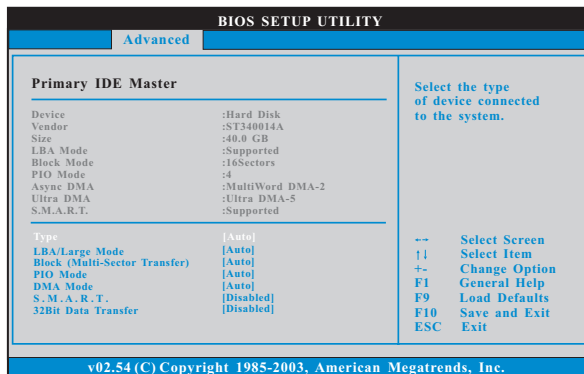 BIOS SETUP UTILITY
Advanced
Primary IDE Master
Device :Hard Disk
Vendor :ST340014A
Size :40.0 GB
LBA Mode :Supported
Block Mode :16Sectors
PIO Mode :4
Async DMA :MultiWord DMA-2
Ultra DMA :Ultra DMA-5
S.M.A.R.T. :Supported
Type [Auto]
LBA/Large Mode [Auto]
Block (Multi-Sector Transfer) [Auto]
PIO Mode [Auto]
DMA Mode [Auto]
S.M.A.R.T. [Disabled]
32Bit Data Transfer [Disabled]
Select the type
of device connected
to the system.
←→ Select Screen
↑↓ Select Item
+- Change Option
F1 General Help
F9 Load Defaults
F10 Save and Exit
ESC Exit
v02.54 (C) Copyright 1985-2003, American Megatrends, Inc.